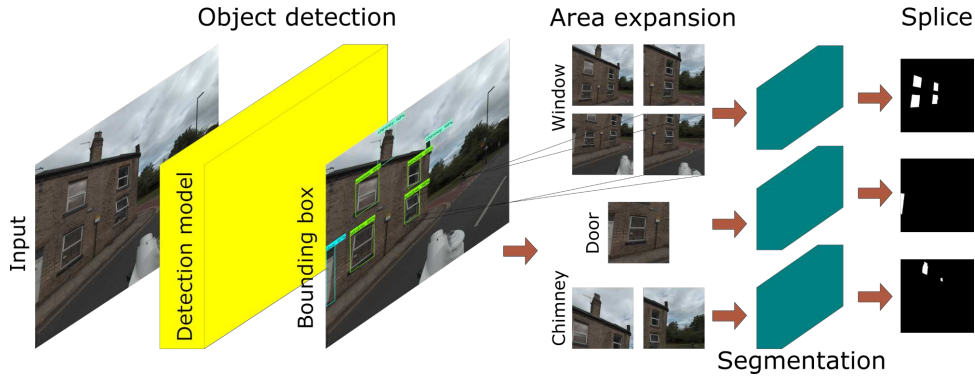 Object detection
Area expansion
Splice
Input
Detection model
Bounding box
Window
Door
Chimney
Segmentation